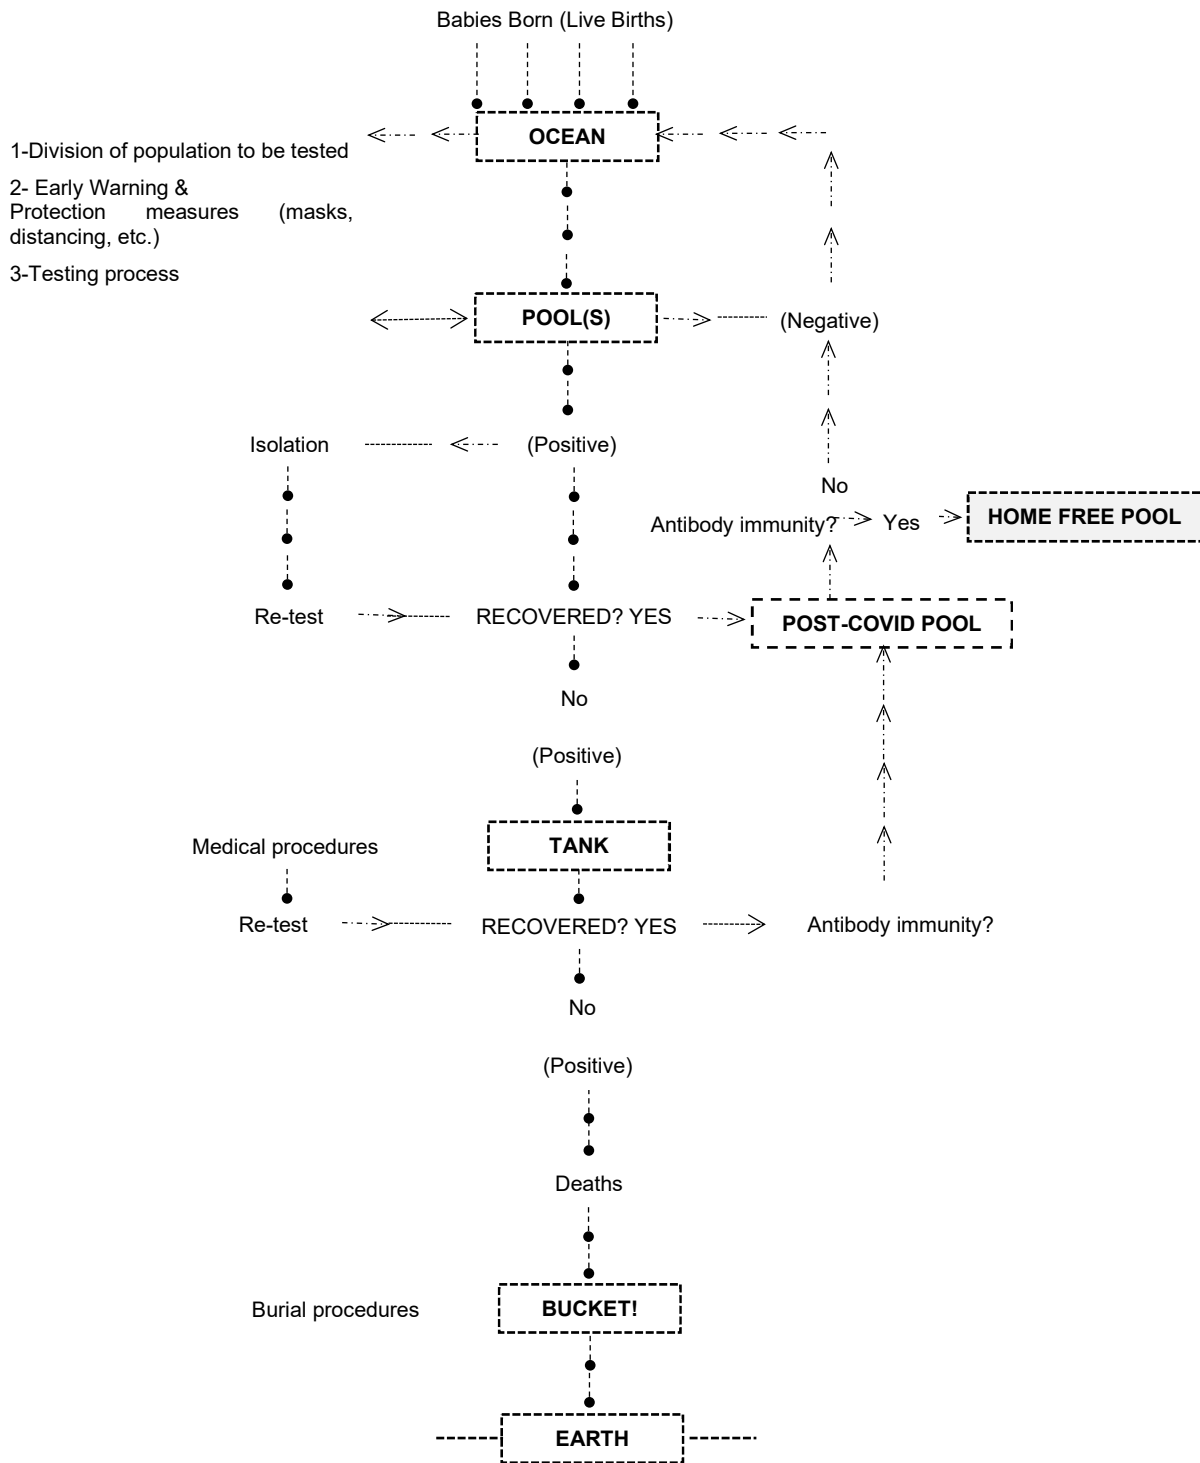 Babies Born (Live Births)
OCEAN
1-Division of population to be tested
2- Early Warning &
Protection measures (masks,
distancing, etc.)
3-Testing process
POOL(S)
(Negative)
Isolation
(Positive)
No
Antibody immunity?
Yes
HOME FREE POOL
Re-test
RECOVERED? YES
POST-COVID POOL
No
(Positive)
Medical procedures
TANK
Re-test
RECOVERED? YES
Antibody immunity?
No
(Positive)
Deaths
Burial procedures
BUCKET!
EARTH